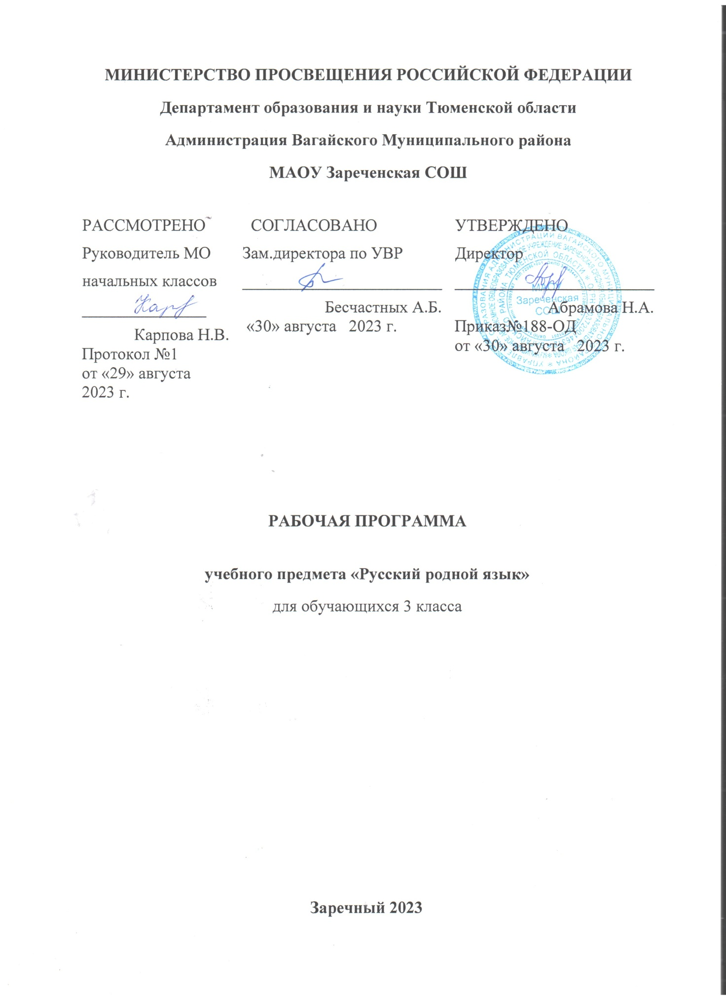 МИНИСТЕРСТВО ПРОСВЕЩЕНИЯ РОССИЙСКОЙ ФЕДЕРАЦИИ
Департамент образования и науки Тюменской области
Администрация Вагайского Муниципального района
МАОУ Зареченская СОШ
РАССМОТРЕНО
Руководитель МО
начальных классов
Карпова Н.В.
Протокол №1
от «29» августа
2023 г.
СОГЛАСОВАНО
Зам.директора по УВР
Бесчастных А.Б.
«30» августа 2023 г.
УТВЕРЖДЕНО
Директор
Абрамова Н.А.
Приказ№188-ОД
от «30» августа 2023 г.
МАОУ
Зареченская
СОШ
РАБОЧАЯ ПРОГРАММА
учебного предмета «Русский родной язык»
для обучающихся 3 класса
Заречный 2023